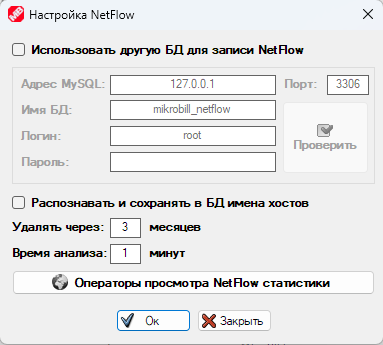 Настройка NetFlow
Использовать другую БД для записи NetFlow
Адрес MySQL: 127.0.0.1 Порт: 3306
Имя БД: mikrobill_netflow
Логин: root
Проверить
Пароль:
Распознавать и сохранять в БД имена хостов
Удалять через: 3 месяцев
Время анализа: 1 минут
Операторы просмотра NetFlow статистики
Ок Закрыть